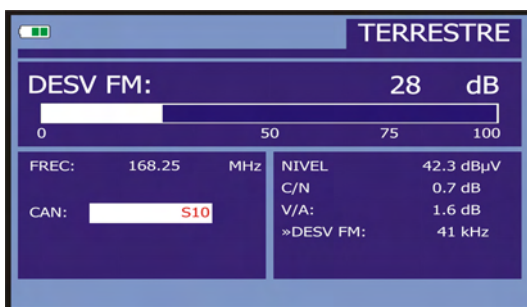 TERRESTRE
DESV FM: 28 dB
0 50 75 100
FREC: 168.25 MHz
CAN: S10
NIVEL 42.3 dBµV
C/N 0.7 dB
V/A: 1.6 dB
»DESV FM: 41 kHz